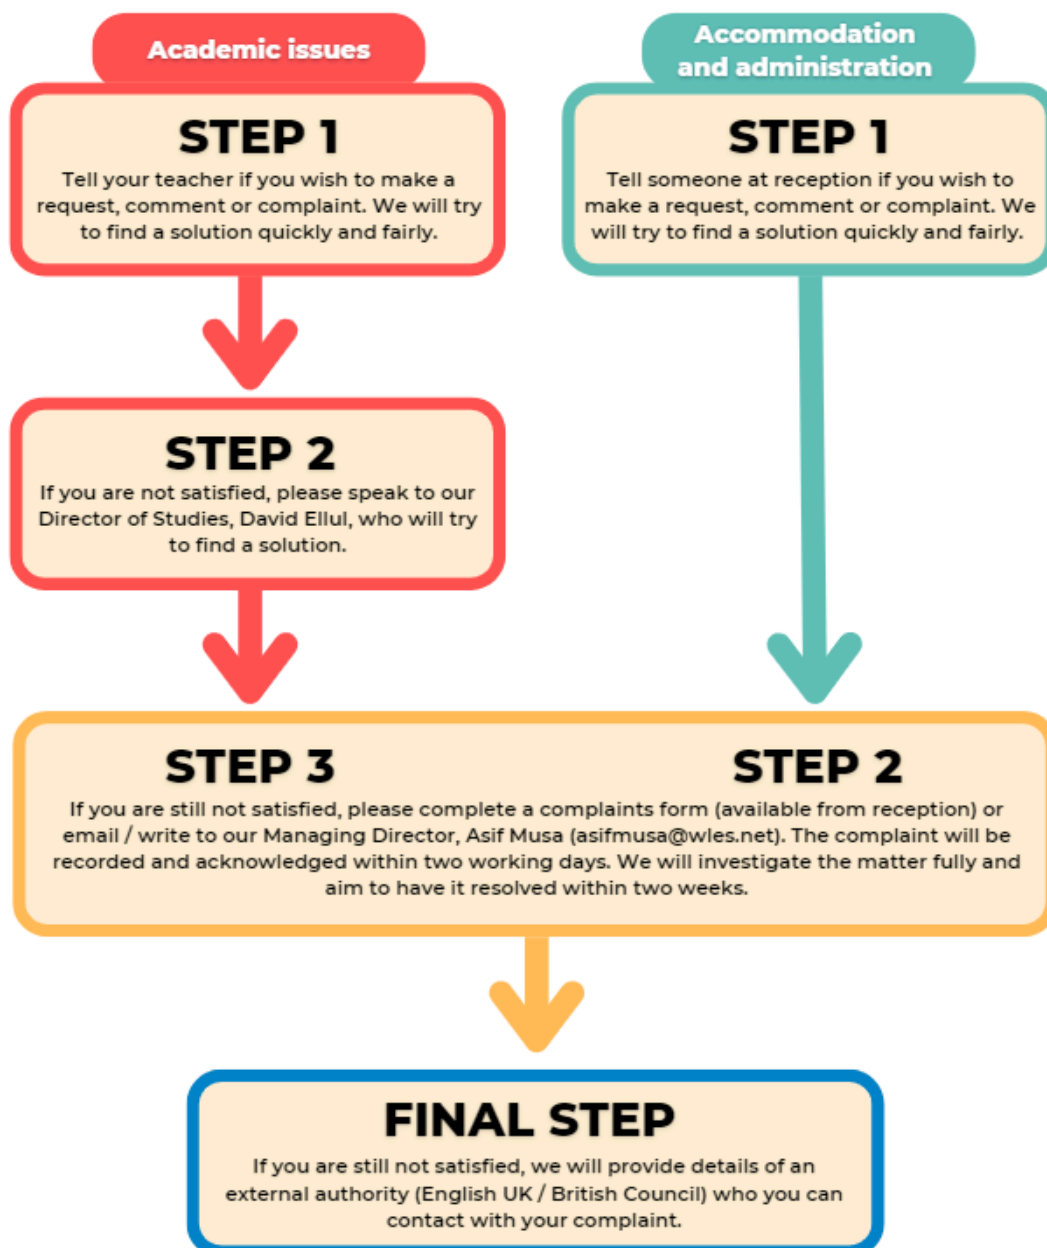 Academic issues
STEP 1
Tell your teacher if you wish to make a
request, comment or complaint. We will try
to find a solution quickly and fairly.
STEP 2
If you are not satisfied, please speak to our
Director of Studies, David Ellul, who will try
to find a solution.
Accommodation
and administration
STEP 1
Tell someone at reception if you wish to
make a request, comment or complaint. We
will try to find a solution quickly and fairly.
STEP 3
STEP 2
If you are still not satisfied, please complete a complaints form (available from reception) or
email / write to our Managing Director, Asif Musa (asifmusa@wles.net). The complaint will be
recorded and acknowledged within two working days. We will investigate the matter fully and
aim to have it resolved within two weeks.
FINAL STEP
If you are still not satisfied, we will provide details of an
external authority (English UK / British Council) who you can
contact with your complaint.